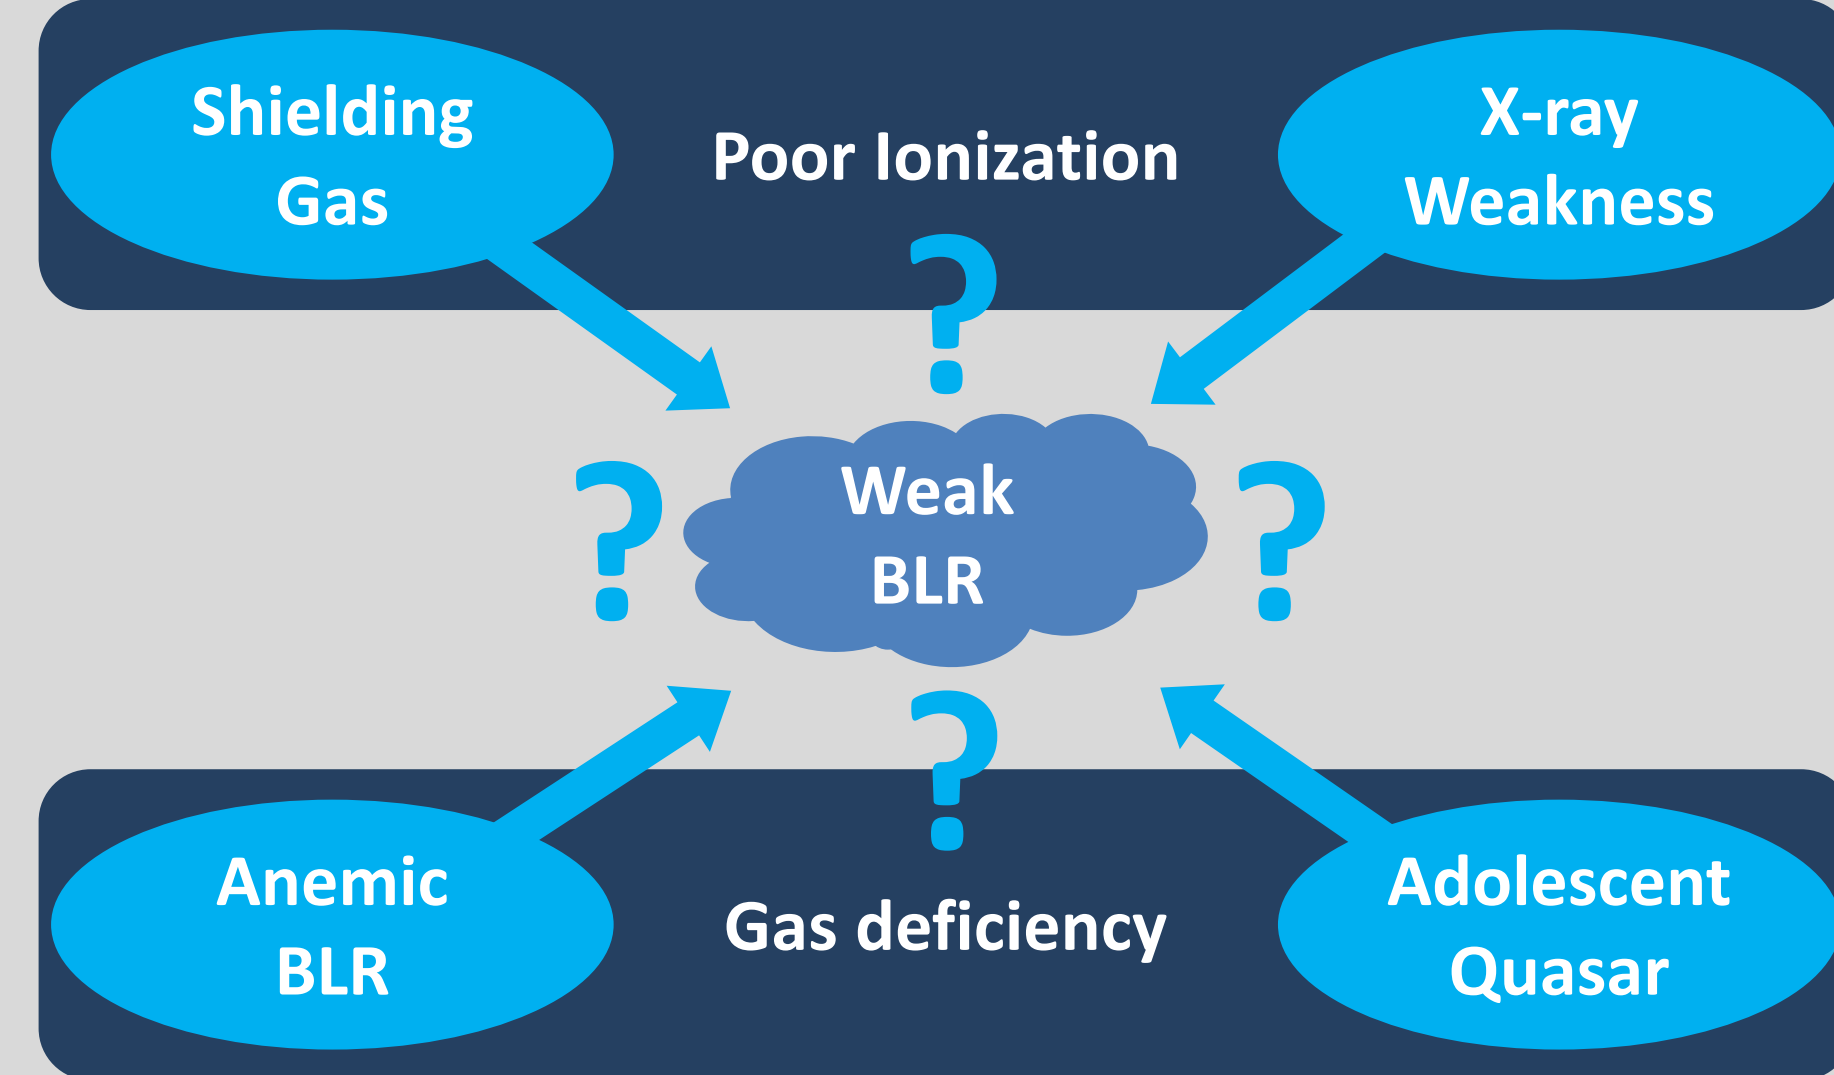 Shielding
Gas
Poor Ionization
X-ray
Weakness
?
?
Weak
BLR
?
?
Anemic
BLR
Gas deficiency
Adolescent
Quasar